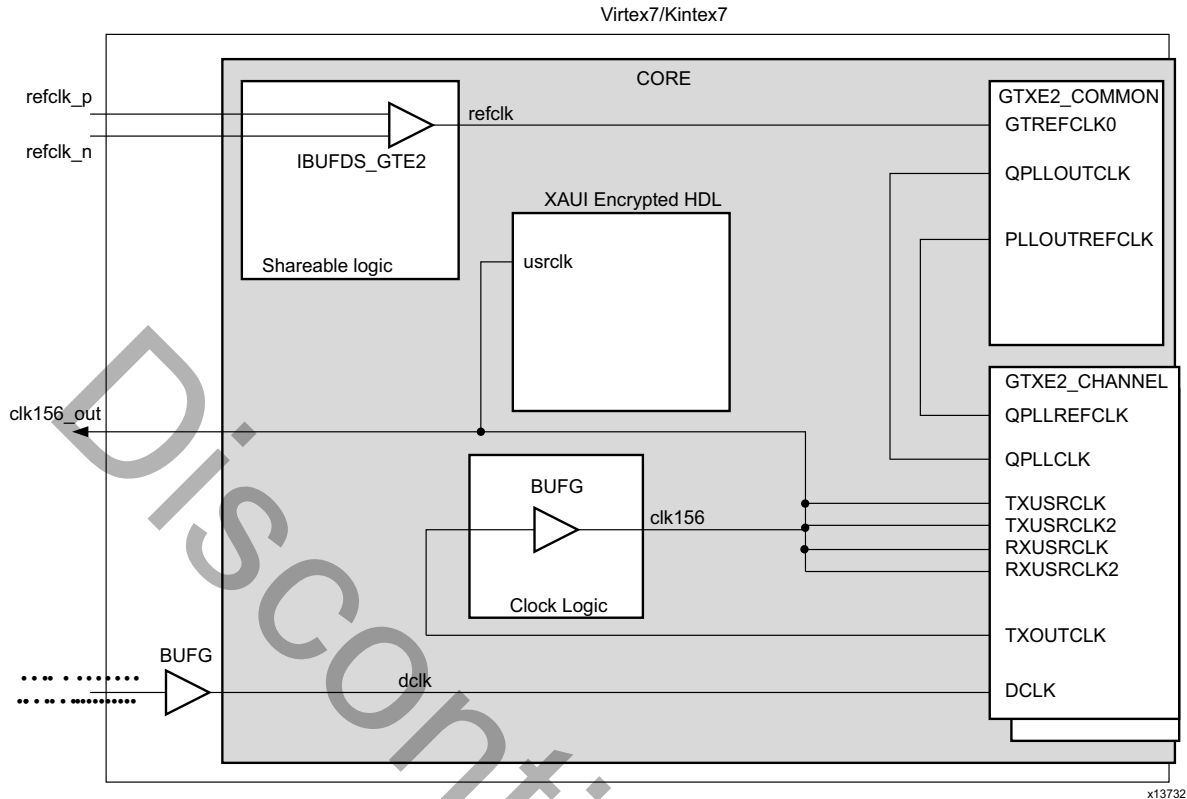 Virtex7/Kintex7
CORE
refclk_p
refclk_n
refclk
IBUFDS_GTE2
Shareable logic
GTXE2_COMMON
GTREFCLK0
QPLLOUTCLK
PLLOUTREFCLK
XAUI Encrypted HDL
usrclk
clk156_out
GTXE2_CHANNEL
QPLLREFCLK
QPLLCLK
TXUSRCLK
TXUSRCLK2
RXUSRCLK
RXUSRCLK2
TXOUTCLK
DCLK
BUFG
clk156
Clock Logic
BUFG
dclk
Disconti
x13732